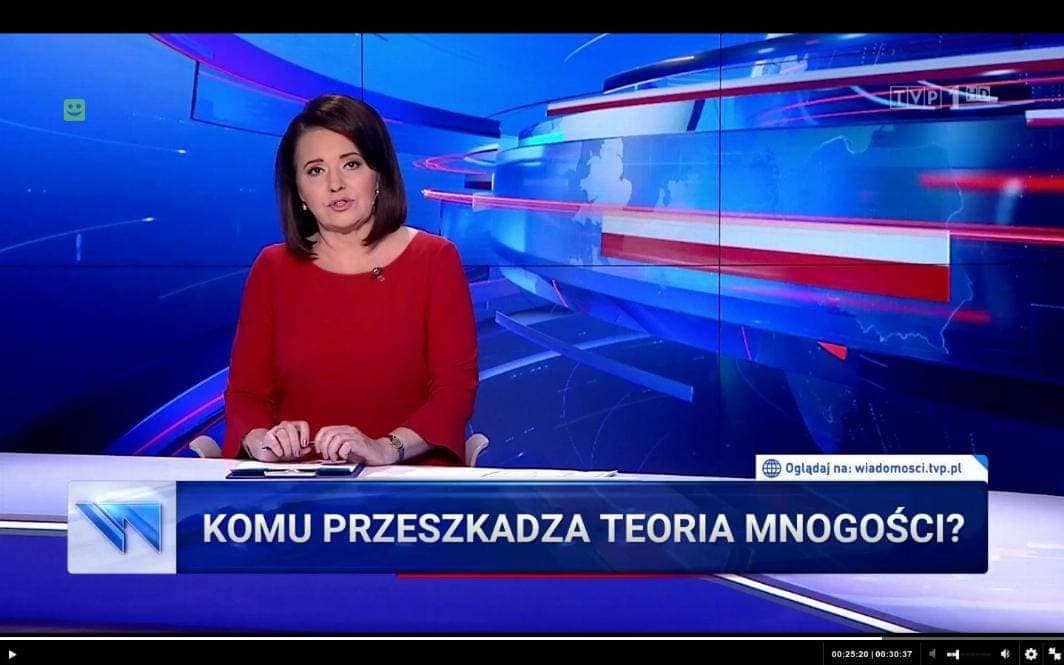 TVP 1 HD
Oglądaj na: wiadomosci.tvp.pl
KOMU PRZESZKADZA TEORIA MNOGOŚCI?
00:25:20 | 00:30:37